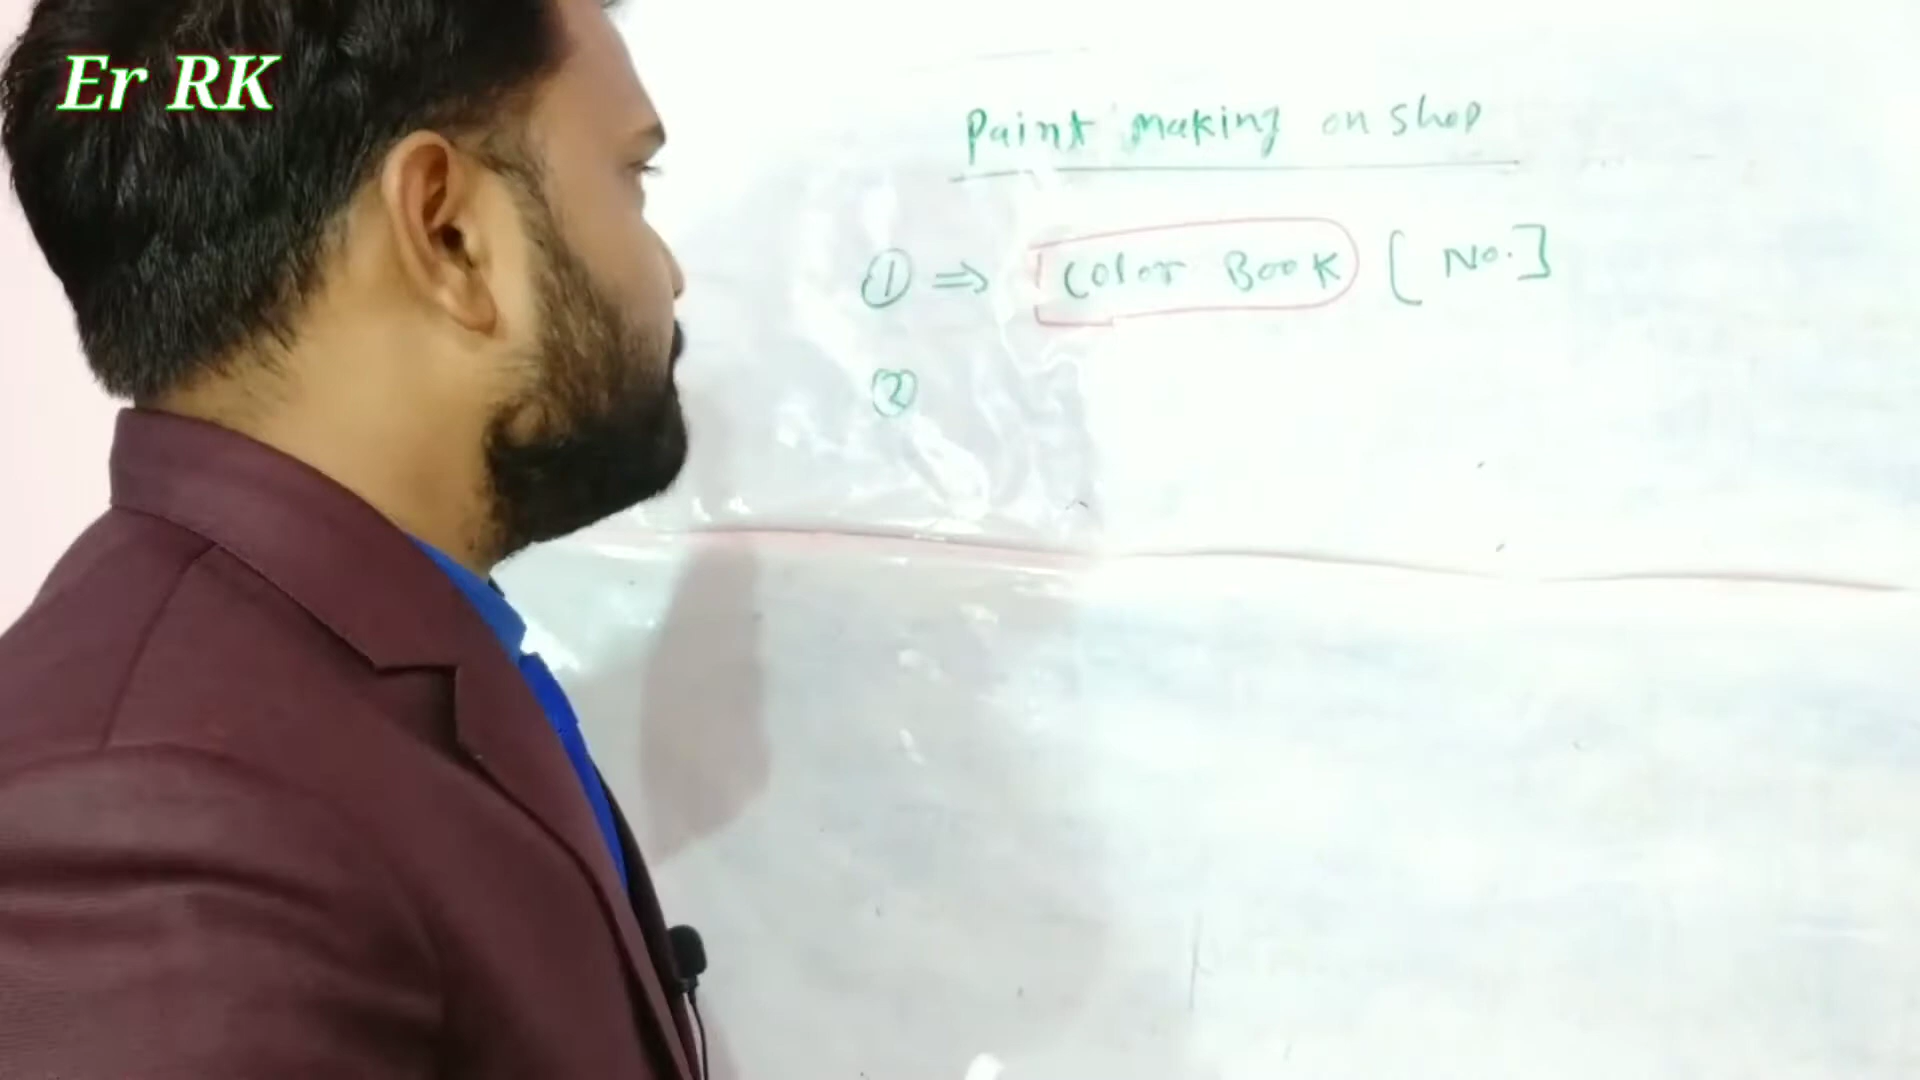 Er RK
Paint Making on shop
① ⇒ Color Book [ No. ]
②